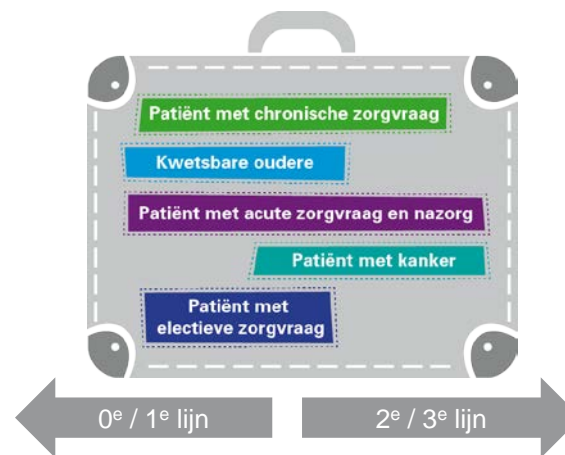 Patiënt met chronische zorgvraag
Kwetsbare oudere
Patiënt met acute zorgvraag en nazorg
Patiënt met kanker
Patiënt met
electieve zorgvraag
0e / 1e lijn
2e / 3e lijn